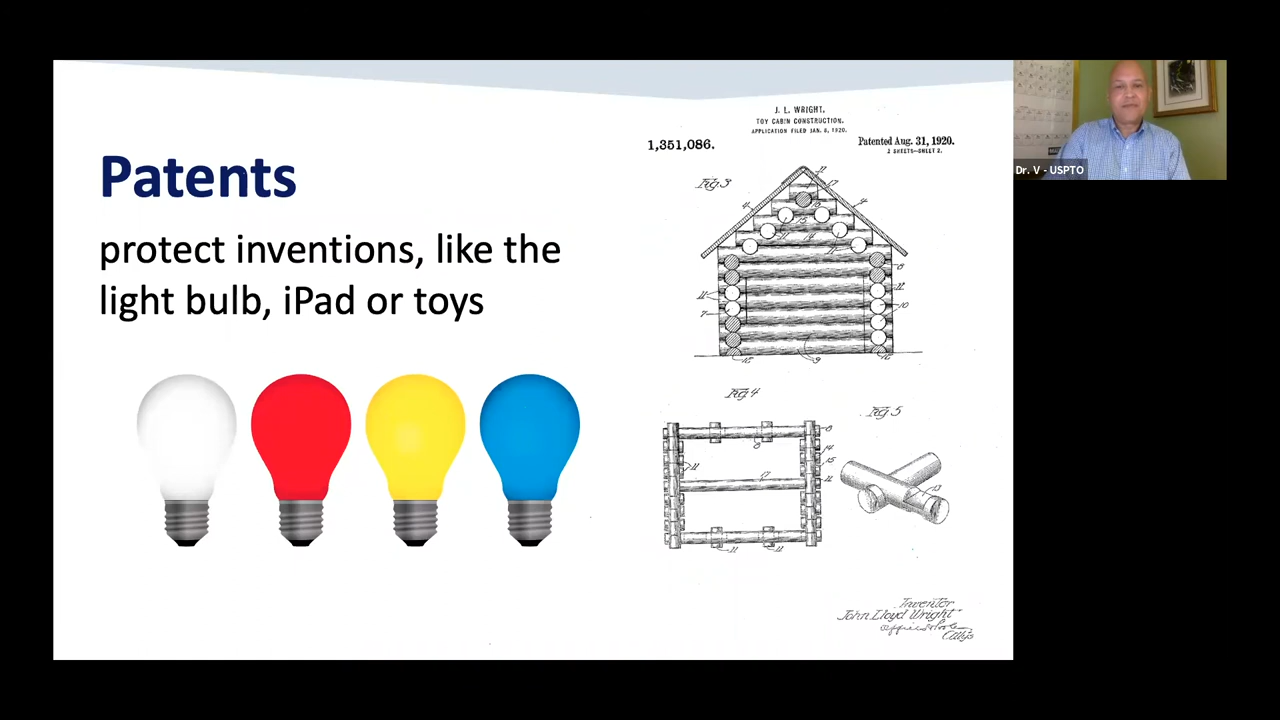 Patents
protect inventions, like the
light bulb, iPad or toys
J. L. WRIGHT.
TOY CABIN CONSTRUCTION.
APPLICATION FILED JAN. 8, 1920.
1,351,086.
Patented Aug. 31, 1920.
2 SHEETS—SHEET 2.
Fig. 3
Fig. 4
Fig. 5
Inventor
John Lloyd Wright
Attys
Dr. V - USPTO